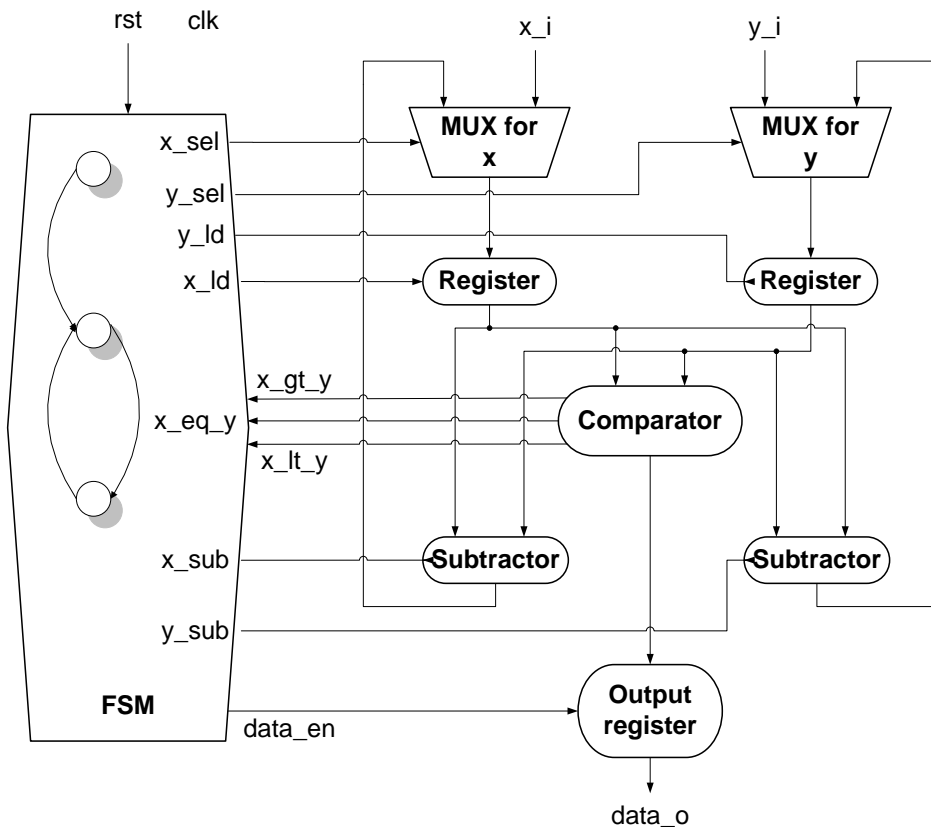 rst
clk
x_i
y_i
MUX for
x
MUX for
y
x_sel
y_sel
y_ld
x_ld
Register
Register
x_gt_y
x_eq_y
x_lt_y
Comparator
x_sub
Subtractor
Subtractor
y_sub
FSM
data_en
Output
register
data_o